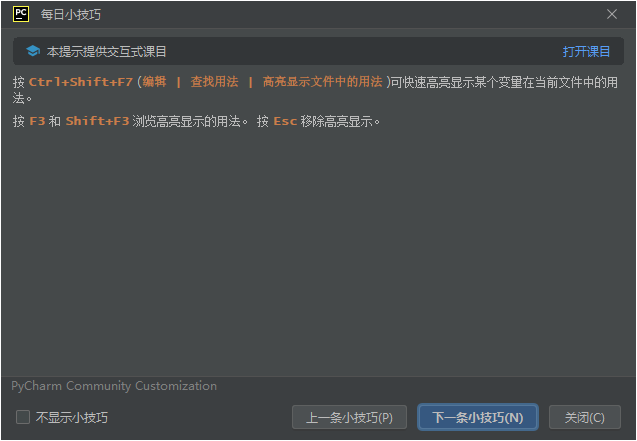 PC 每日小技巧
本提示提供交互式课目 打开课目
按 Ctrl+Shift+F7 (编辑 | 查找用法 | 高亮显示文件中的用法 )可快速高亮显示某个变量在当前文件中的用
法。
按 F3 和 Shift+F3 浏览高亮显示的用法。 按 Esc 移除高亮显示。
PyCharm Community Customization
不显示小技巧 上一条小技巧(P) 下一条小技巧(N) 关闭(C)